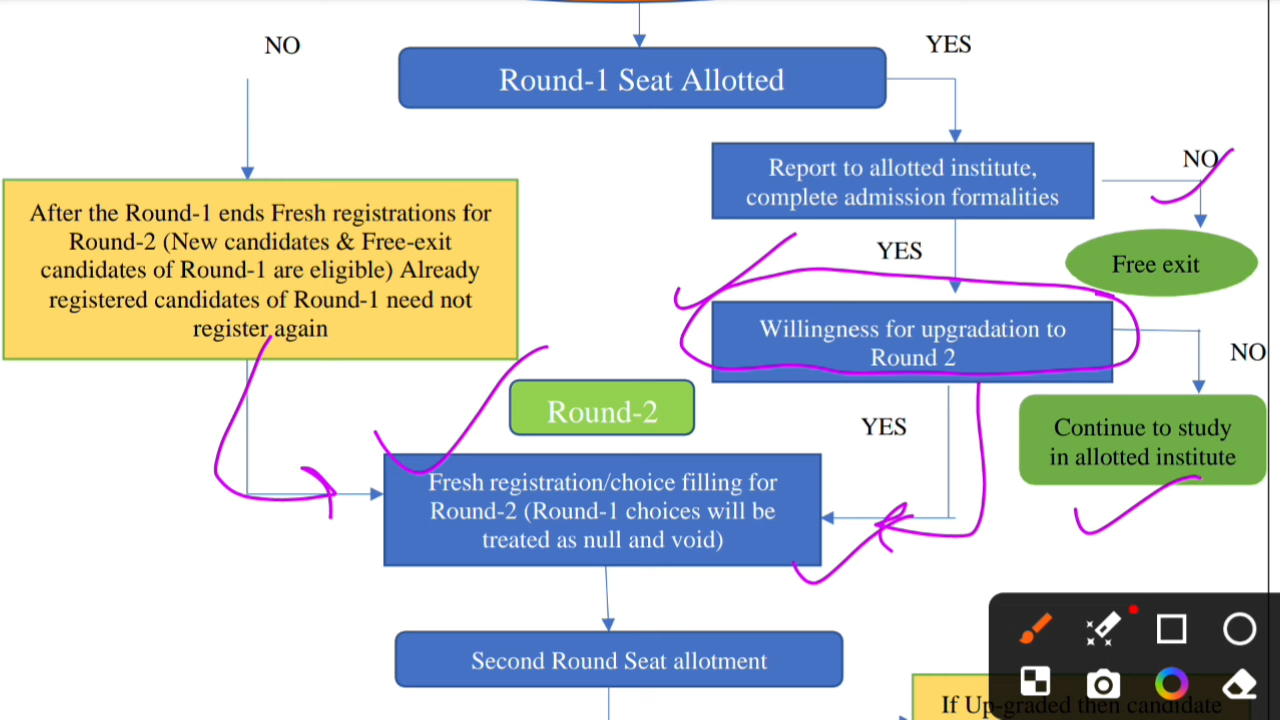 NO
YES
Round-1 Seat Allotted
Report to allotted institute,
complete admission formalities
NO
After the Round-1 ends Fresh registrations for
Round-2 (New candidates & Free-exit
candidates of Round-1 are eligible) Already
registered candidates of Round-1 need not
register again
YES
Free exit
Willingness for upgradation to
Round 2
NO
Round-2
YES
Continue to study
in allotted institute
Fresh registration/choice filling for
Round-2 (Round-1 choices will be
treated as null and void)
Second Round Seat allotment
If Up-graded then candidate